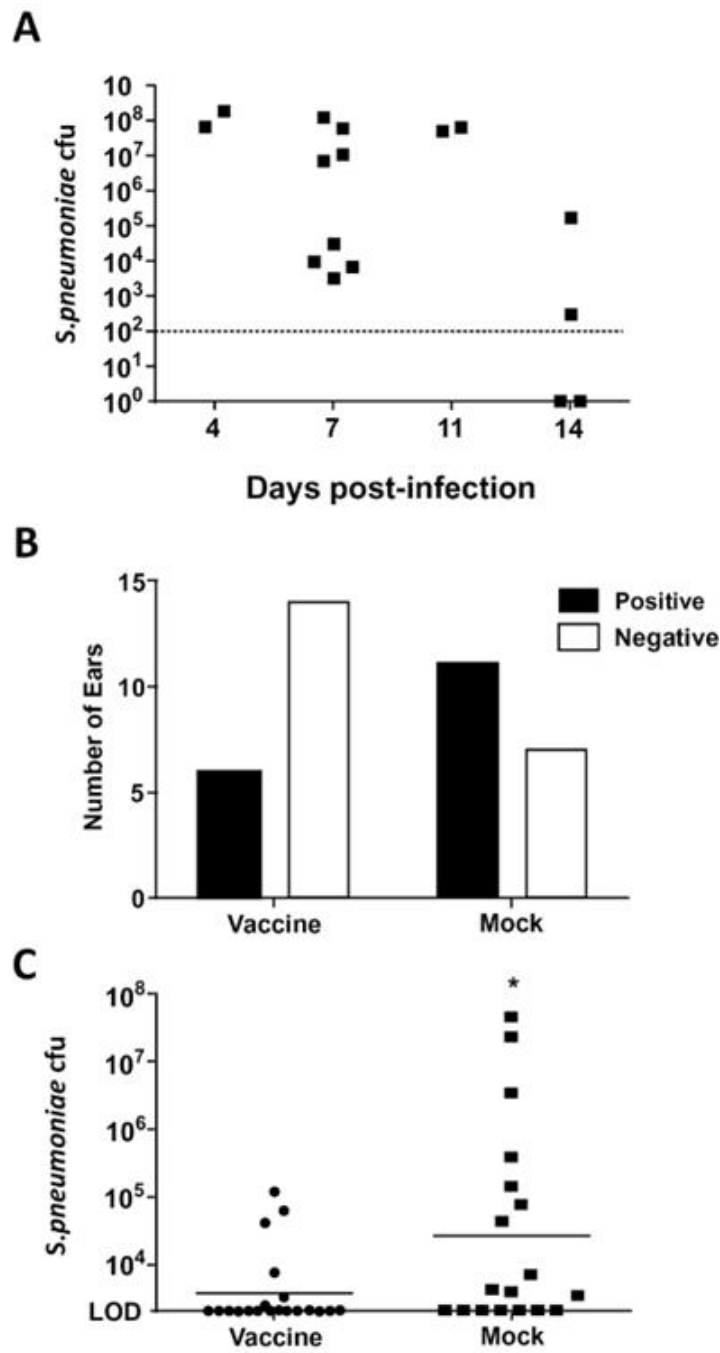 A
10
10⁸
10⁷
10⁶
10⁵
10⁴
10³
10²
10¹
10⁰
S.pneumoniae cfu
4 7 11 14
Days post-infection
B
15
10
5
0
Number of Ears
Positive
Negative
Vaccine Mock
C
10⁸
10⁷
10⁶
10⁵
10⁴
LOD
S.pneumoniae cfu
*
Vaccine Mock